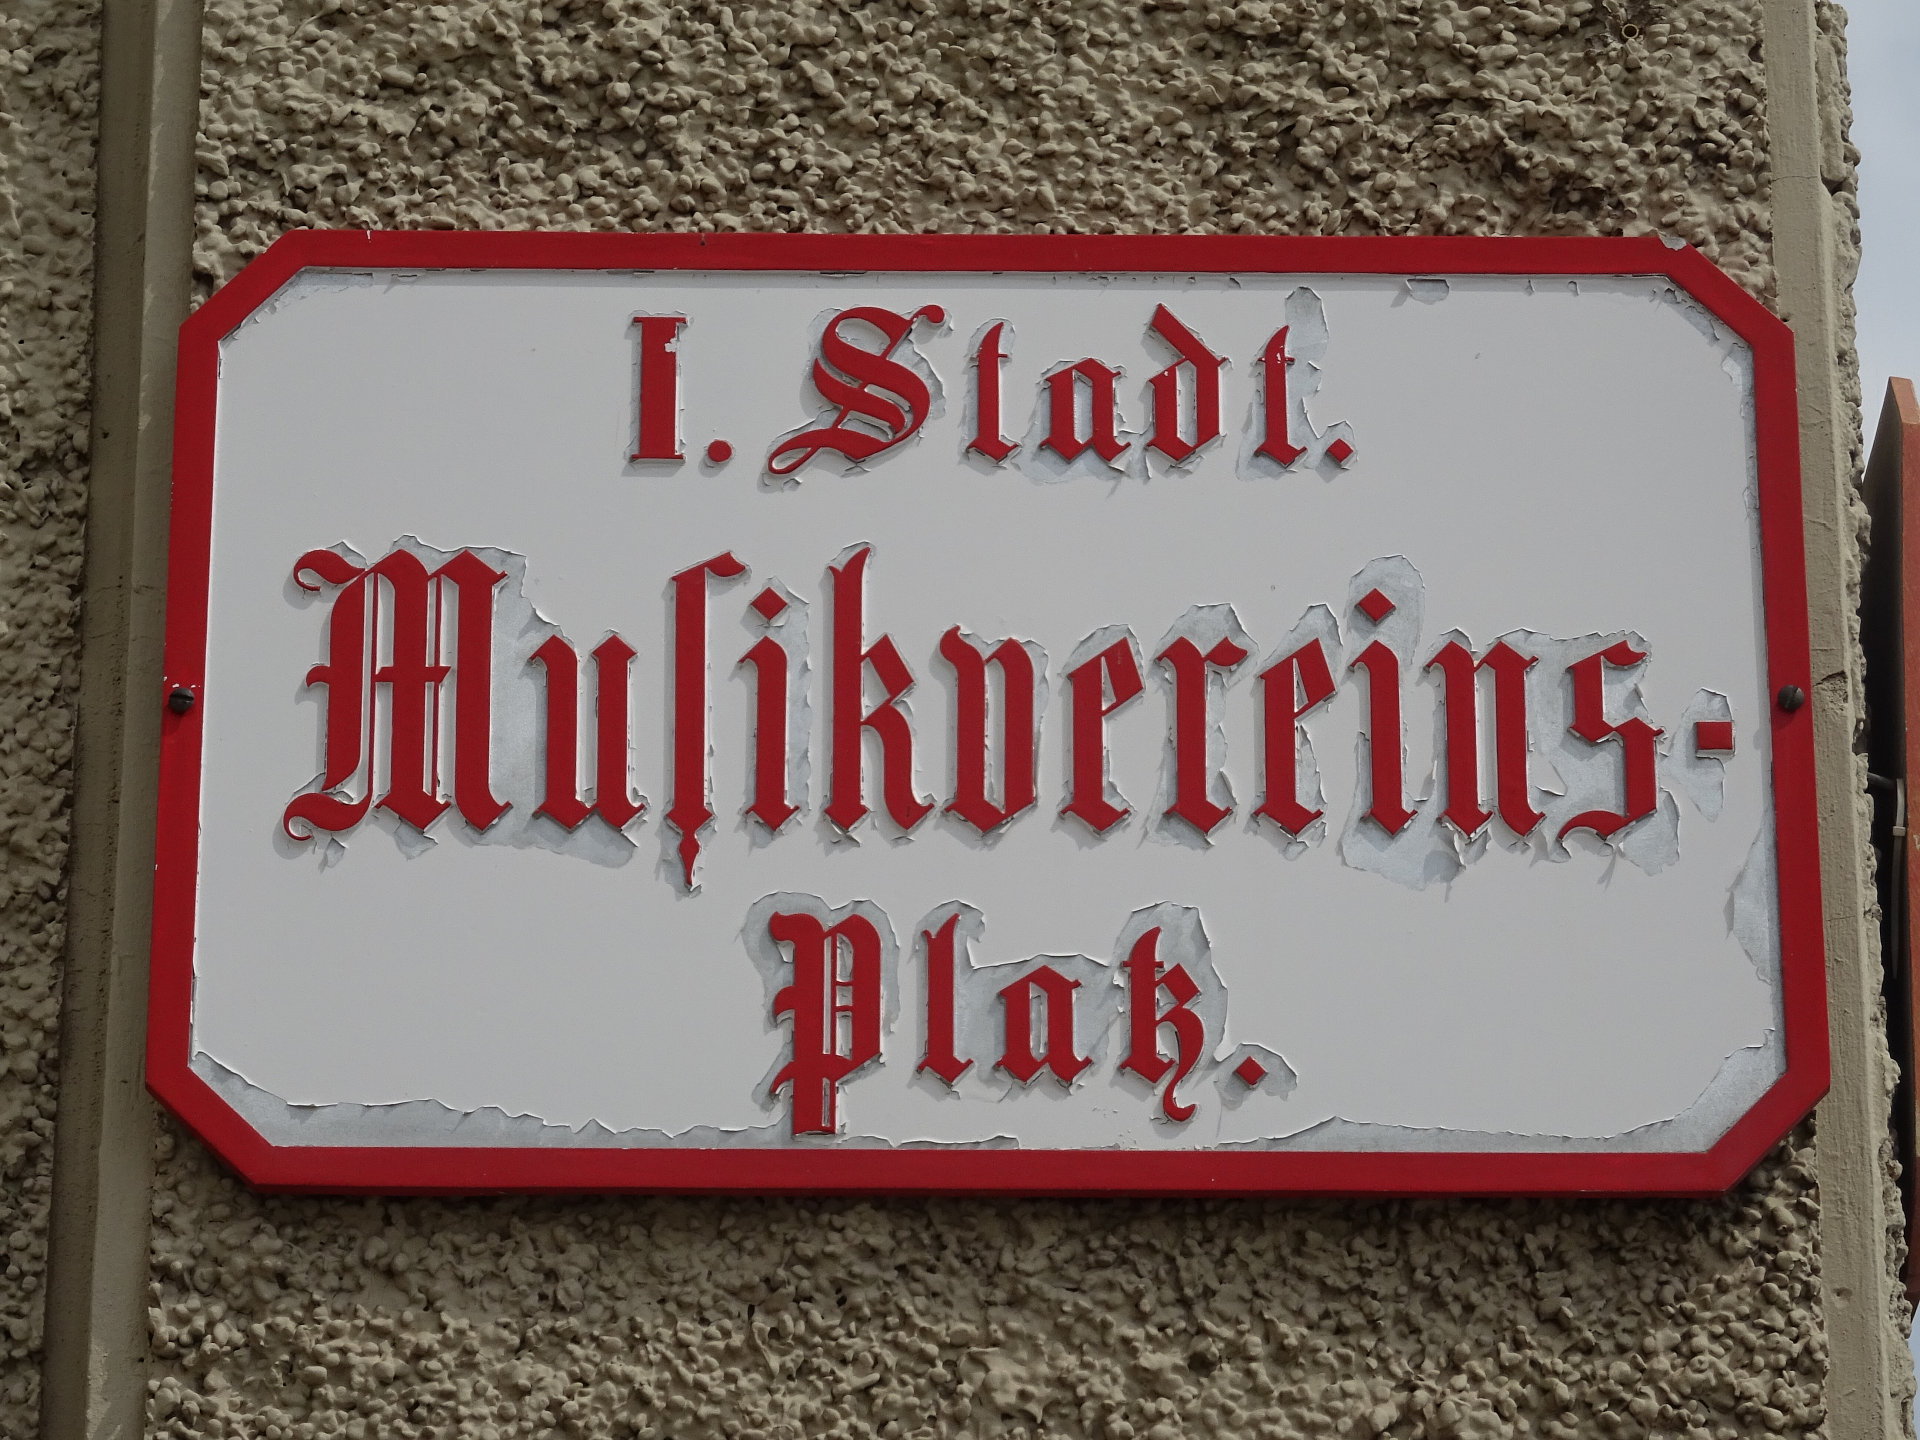 I. Stadt.
Muſikvereins-
Platz.